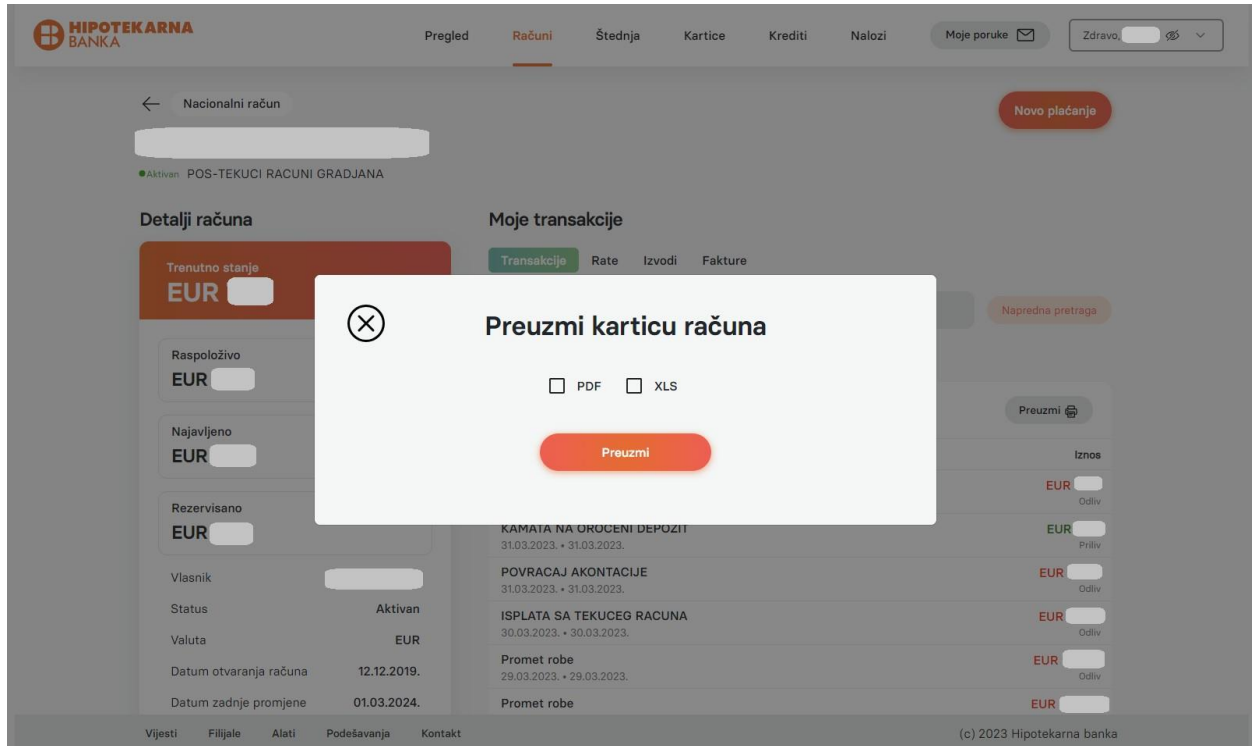 HIPOTEKARNA
BANKA
Pregled Računi Štednja Kartice Krediti Nalozi Moje poruke Zdravo,
Nacionalni račun
Novo plaćanje
Aktivan POS-TEKUCI RACUNI GRADJANA
Detalji računa
Moje transakcije
Trenutno stanje
EUR
Transakcije Rate Izvodi Fakture
Napredna pretraga
Preuzmi karticu računa
PDF XLS
Preuzmi
Raspoloživo
EUR
Najavljeno
EUR
Rezervisano
EUR
Vlasnik
Status Aktivan
Valuta EUR
Datum otvaranja računa 12.12.2019.
Datum zadnje promjene 01.03.2024.
Preuzmi
Iznos
EUR
Odliv
KAMATA NA OROCENI DEPOZIT EUR
31.03.2023. • 31.03.2023. Priliv
POVRACAJ AKONTACIJE EUR
31.03.2023. • 31.03.2023. Odliv
ISPLATA SA TEKUCEG RACUNA EUR
30.03.2023. • 30.03.2023. Odliv
Promet robe EUR
29.03.2023. • 29.03.2023. Odliv
Promet robe EUR
Vijesti Filijale Alati Podešavanja Kontakt (c) 2023 Hipotekarna banka